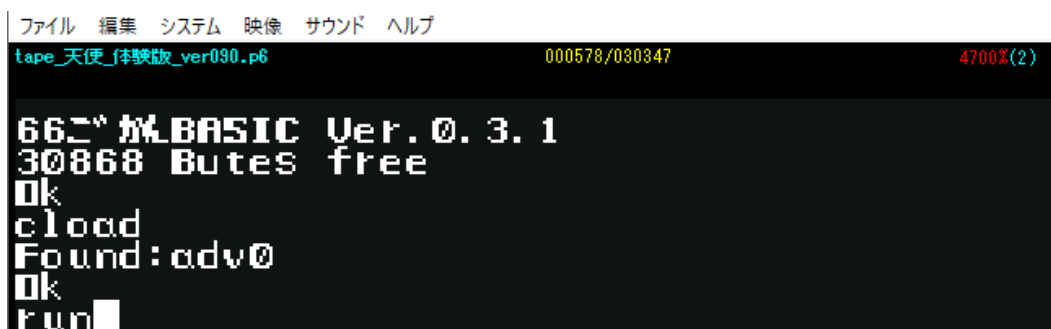 ファイル 編集 システム 映像 サウンド ヘルプ
tape_天使_体験版_ver090.p6 000578/030347 4700%(2)
66ご゛がBASIC Ver.0.3.1
30868 Bytes free
Ok
cload
Found:adv0
Ok
run